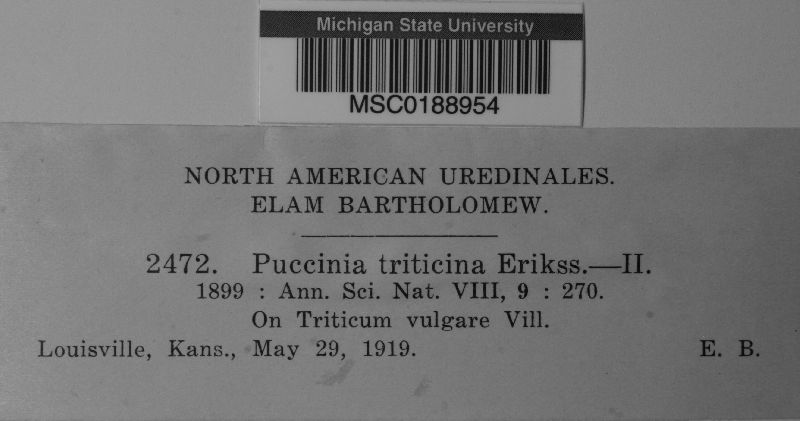 Michigan State University
MSC0188954
NORTH AMERICAN UREDINALES.
ELAM BARTHOLOMEW.
2472. Puccinia triticina Erikss.—II.
1899 : Ann. Sci. Nat. VIII, 9 : 270.
On Triticum vulgare Vill.
Louisville, Kans., May 29, 1919. E. B.